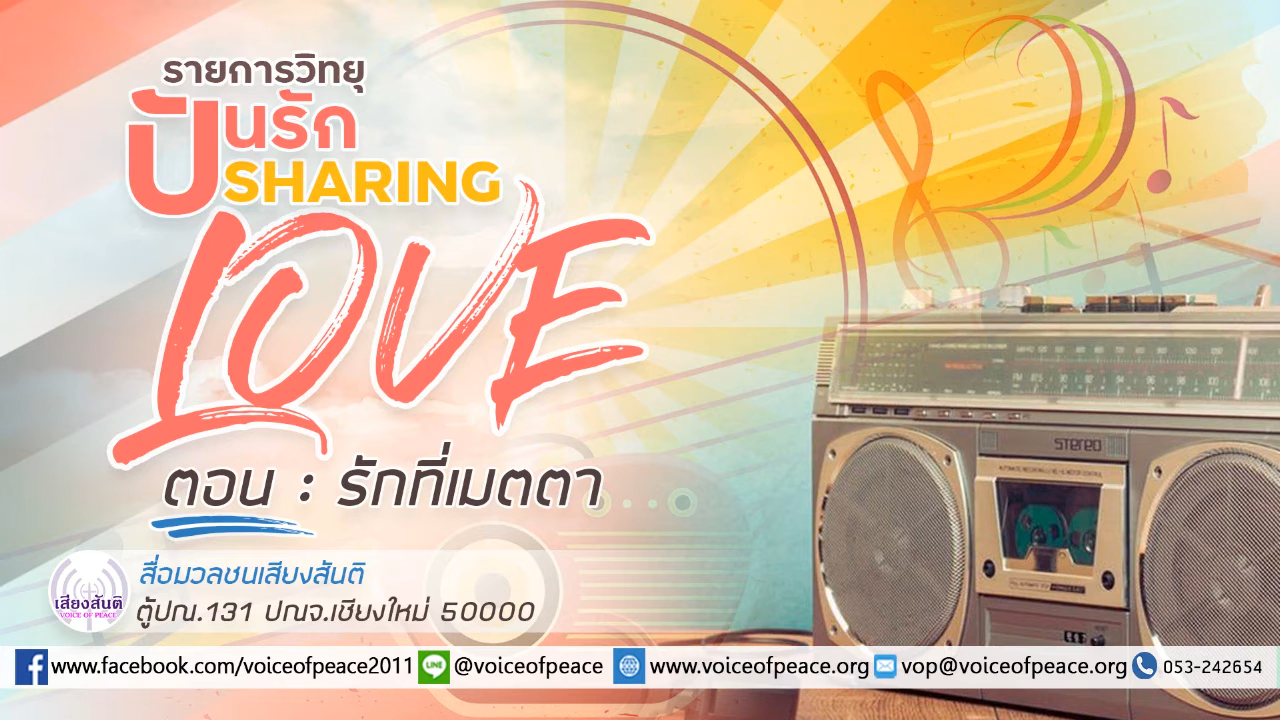 รายการวิทยุ
ปันรัก
SHARING
LOVE
ตอน : รักที่เมตตา
เสียงสันติ
VOICE OF PEACE
สื่อมวลชนเสียงสันติ
ตู้ปณ.131 ปณจ.เชียงใหม่ 50000
STEREO
www.facebook.com/voiceofpeace2011 LINE @voiceofpeace www.voiceofpeace.org vop@voiceofpeace.org 053-242654